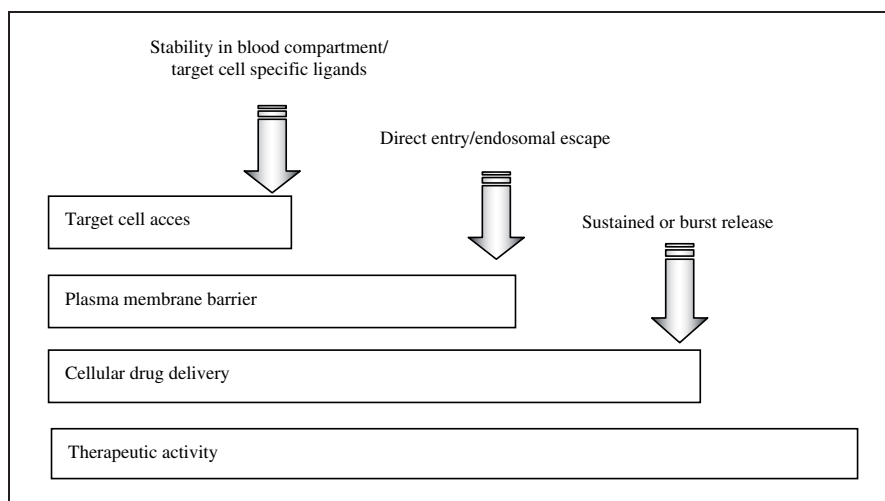 Stability in blood compartment/
target cell specific ligands
Direct entry/endosomal escape
Target cell acces
Sustained or burst release
Plasma membrane barrier
Cellular drug delivery
Therapeutic activity